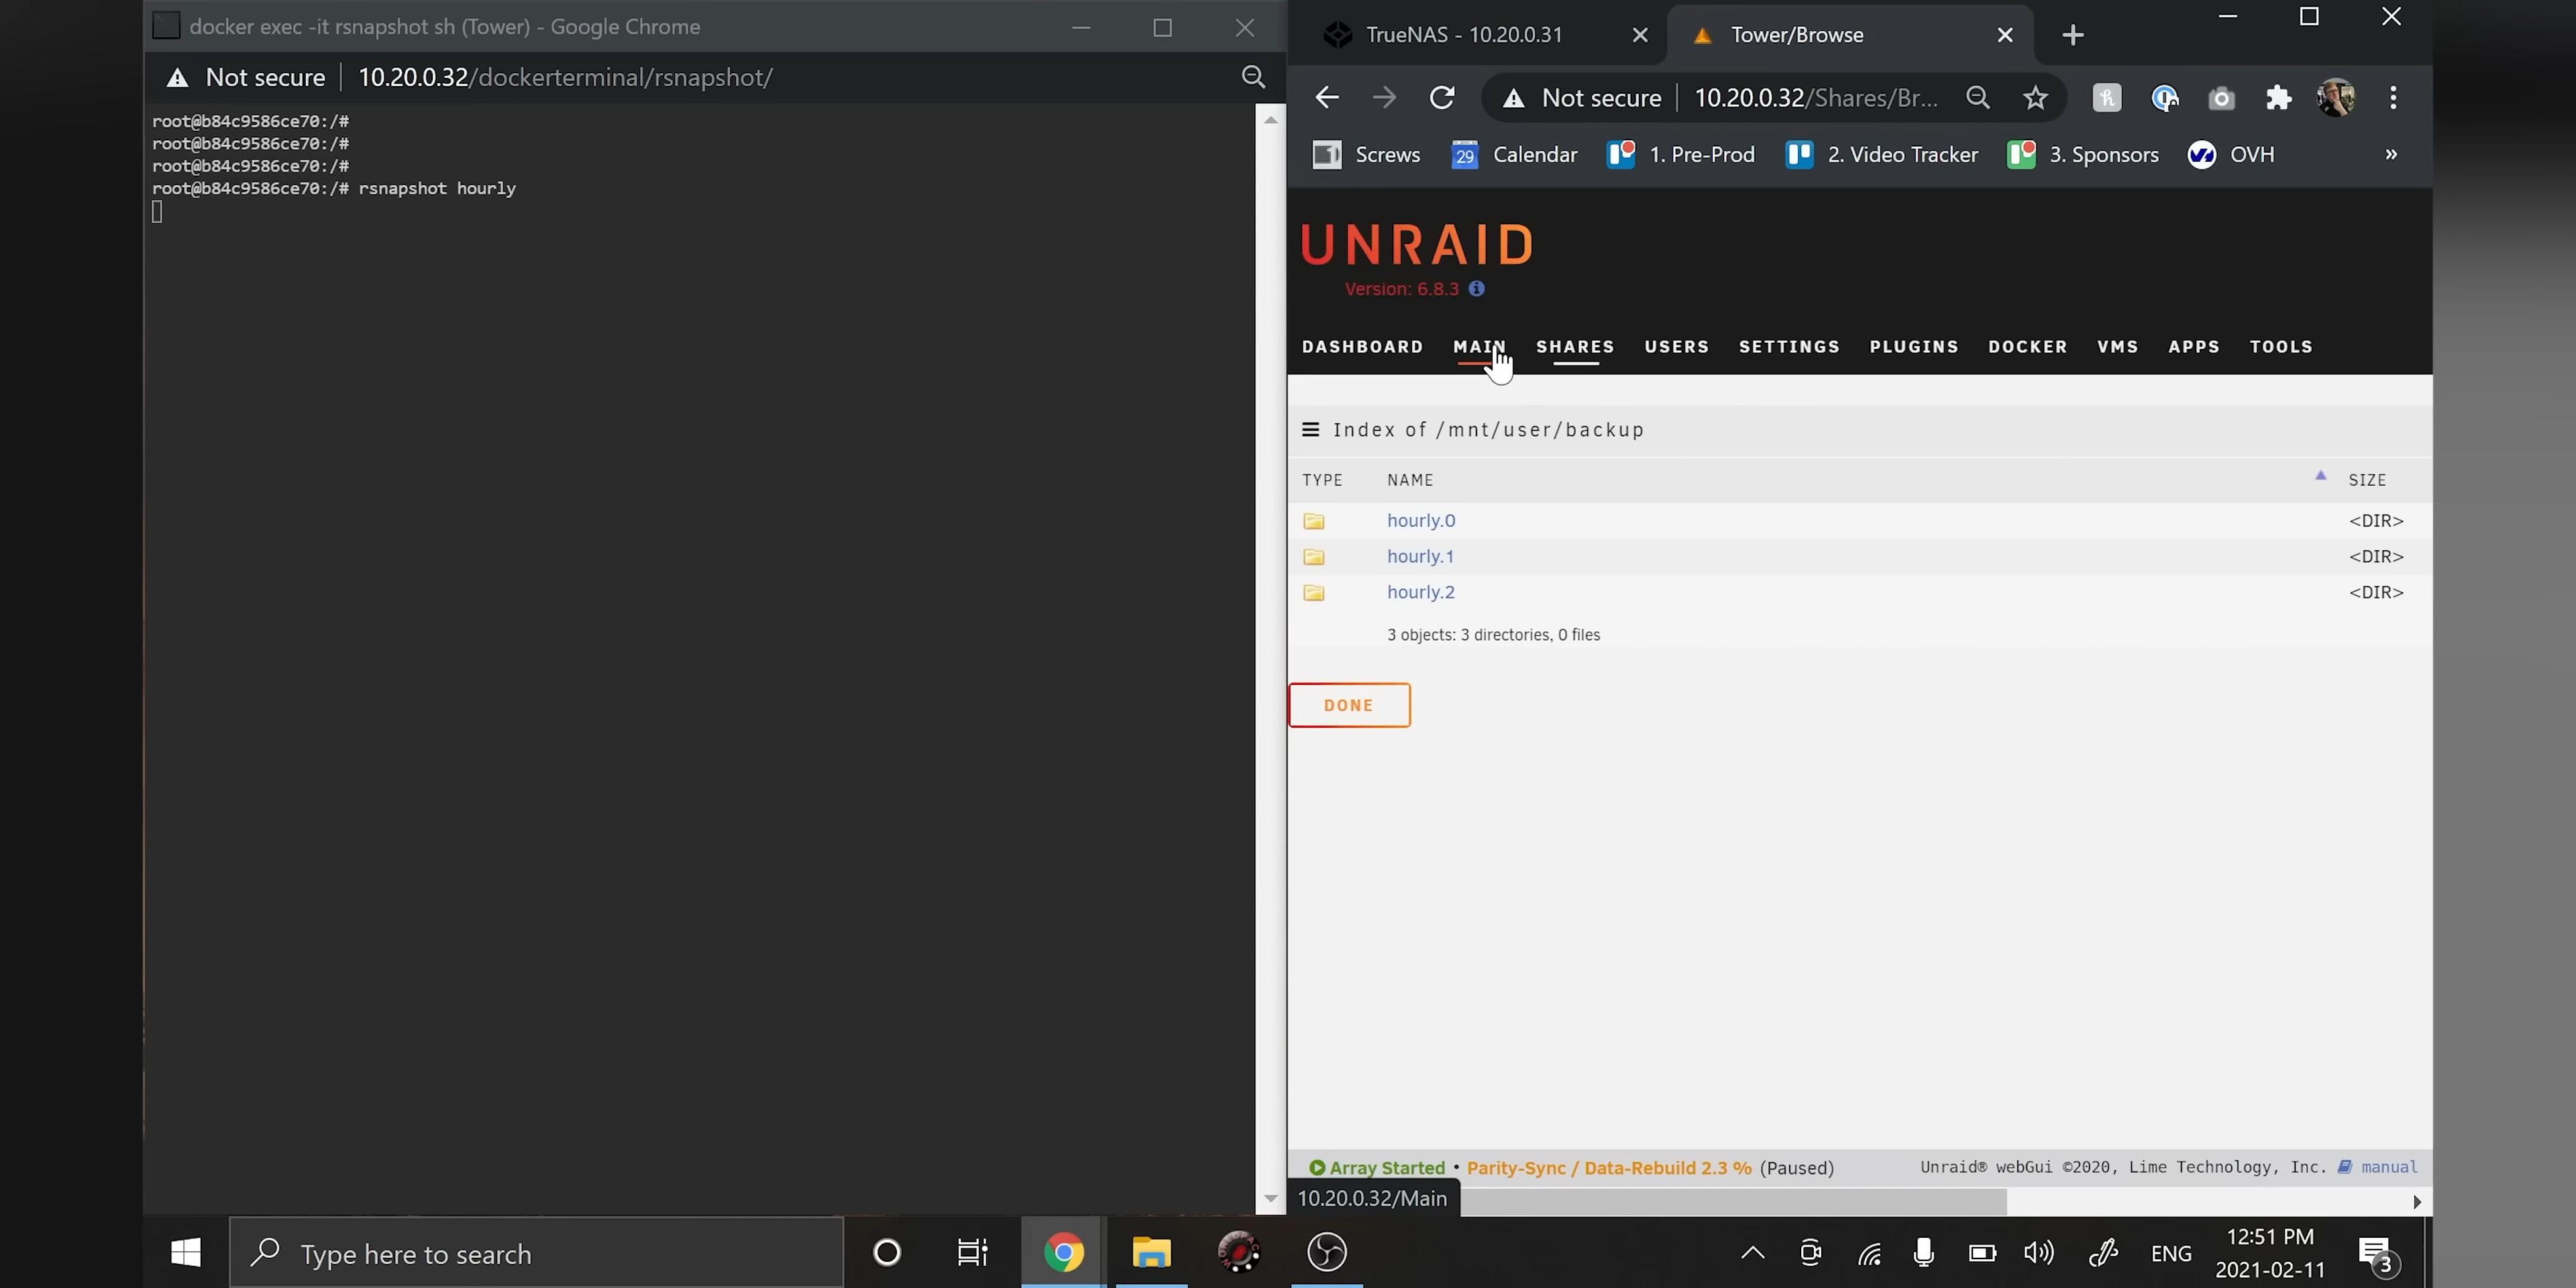 docker exec -it rsnapshot sh (Tower) - Google Chrome
Not secure 10.20.0.32/dockerterminal/rsnapshot/
root@b84c9586ce70:/#
root@b84c9586ce70:/#
root@b84c9586ce70:/#
root@b84c9586ce70:/# rsnapshot hourly
TrueNAS - 10.20.0.31 Tower/Browse
Not secure 10.20.0.32/Shares/Br...
Screws 29 Calendar 1. Pre-Prod 2. Video Tracker 3. Sponsors OVH »
UNRAID
Version: 6.8.3
DASHBOARD MAIN SHARES USERS SETTINGS PLUGINS DOCKER VMS APPS TOOLS
Index of /mnt/user/backup
TYPE NAME SIZE
hourly.0 <DIR>
hourly.1 <DIR>
hourly.2 <DIR>
3 objects: 3 directories, 0 files
DONE
Array Started • Parity-Sync / Data-Rebuild 2.3 % (Paused) Unraid® webGui ©2020, Lime Technology, Inc. manual
10.20.0.32/Main
Type here to search
ENG
12:51 PM
2021-02-11
3